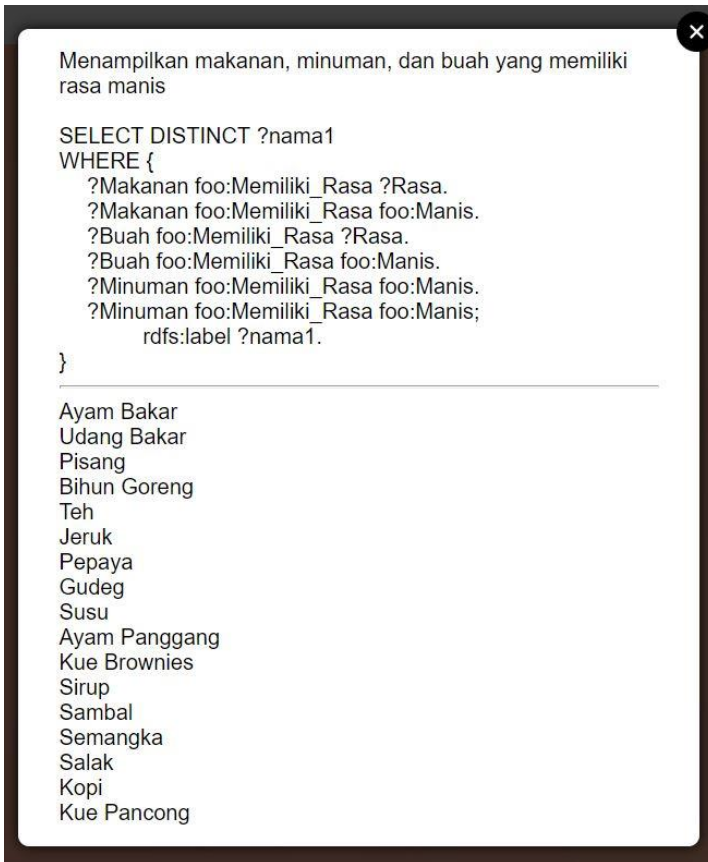 Menampilkan makanan, minuman, dan buah yang memiliki
rasa manis
SELECT DISTINCT ?nama1
WHERE {
?Makanan foo:Memiliki_Rasa ?Rasa.
?Makanan foo:Memiliki_Rasa foo:Manis.
?Buah foo:Memiliki_Rasa ?Rasa.
?Buah foo:Memiliki_Rasa foo:Manis.
?Minuman foo:Memiliki_Rasa foo:Manis.
?Minuman foo:Memiliki_Rasa foo:Manis;
rdfs:label ?nama1.
}
Ayam Bakar
Udang Bakar
Pisang
Bihun Goreng
Teh
Jeruk
Pepaya
Gudeg
Susu
Ayam Panggang
Kue Brownies
Sirup
Sambal
Semangka
Salak
Kopi
Kue Pancong